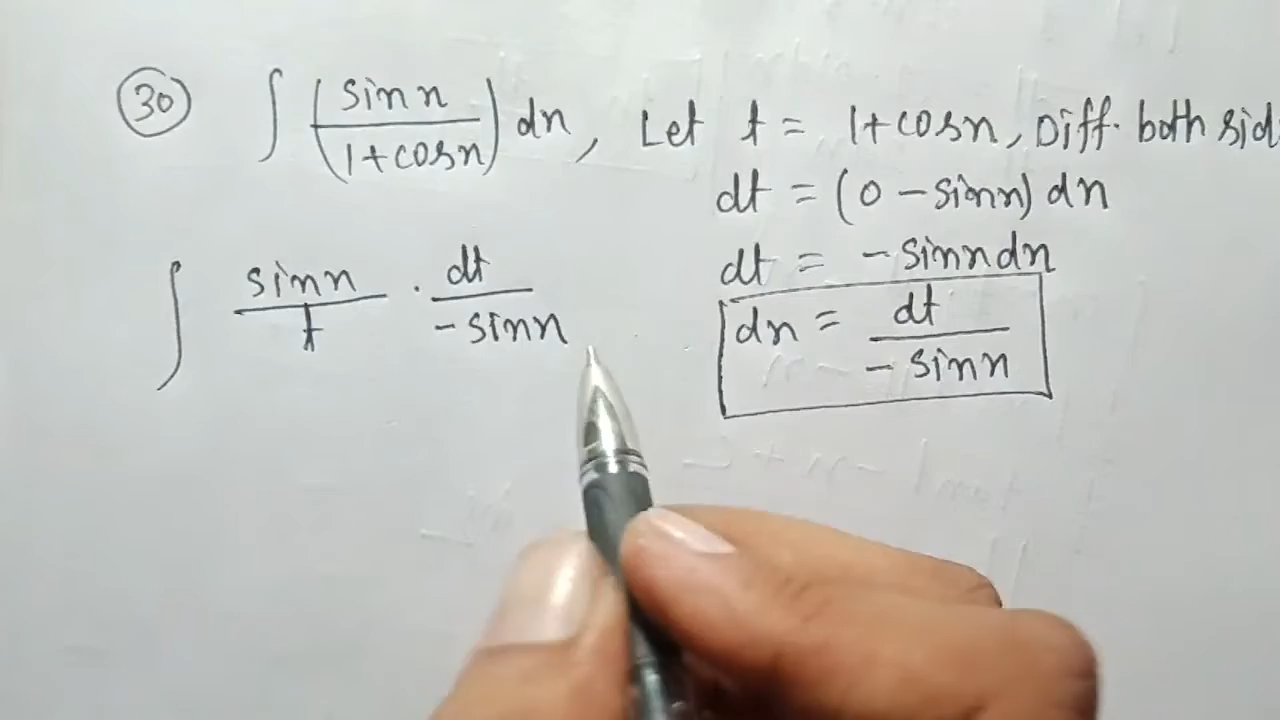 30 ∫ (sin x / 1+cos x) dx, Let t = 1+cos x, Diff. both sid
dt = (0 - sin x) dx
dt = - sin x dx
∫ sin x / t · dt / - sin x
dx = dt / - sin x